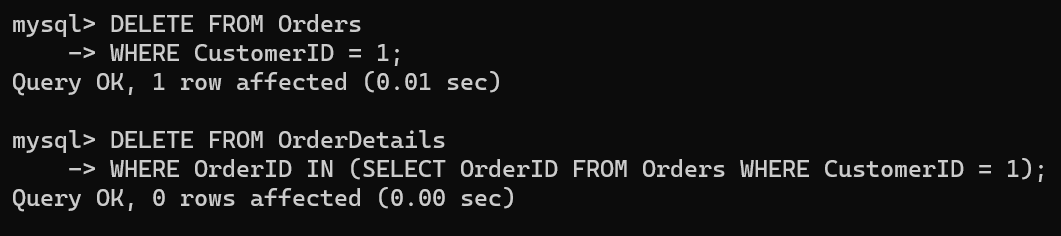 mysql> DELETE FROM Orders
    -> WHERE CustomerID = 1;
Query OK, 1 row affected (0.01 sec)

mysql> DELETE FROM OrderDetails
    -> WHERE OrderID IN (SELECT OrderID FROM Orders WHERE CustomerID = 1);
Query OK, 0 rows affected (0.00 sec)